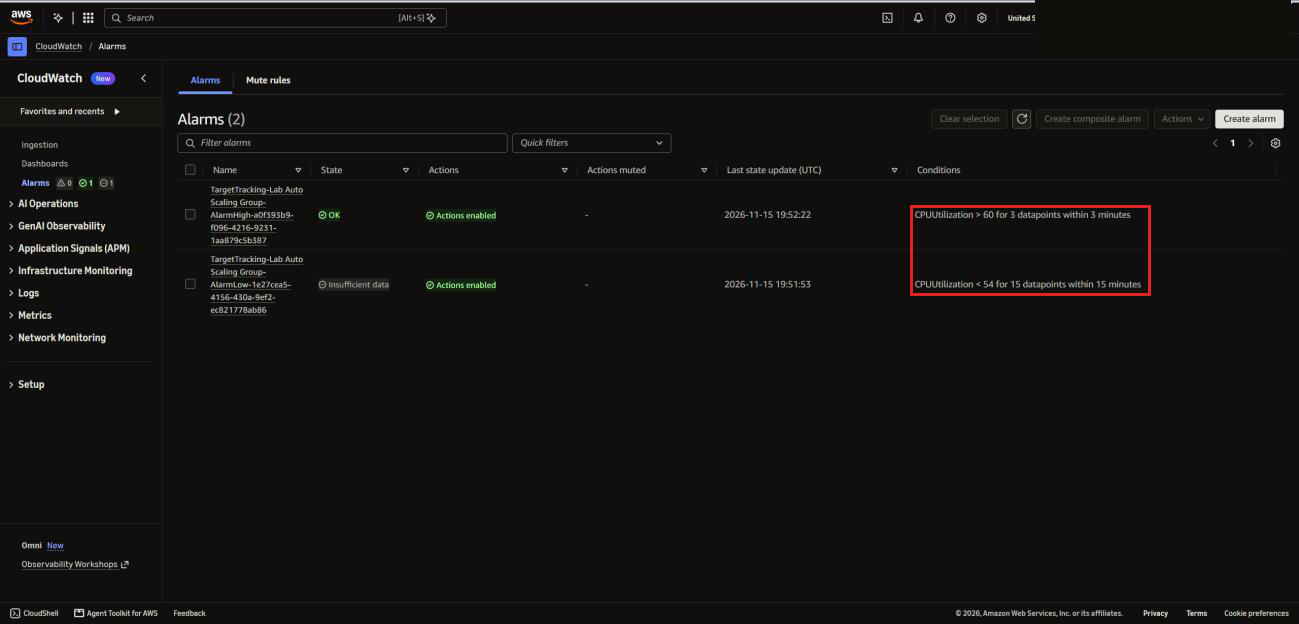 aws
Search [Alt+S]
United S
CloudWatch / Alarms
CloudWatch New
Favorites and recents
Ingestion
Dashboards
Alarms 0 1 1
AI Operations
GenAI Observability
Application Signals (APM)
Infrastructure Monitoring
Logs
Metrics
Network Monitoring
Setup
Omni New
Observability Workshops
Alarms Mute rules
Alarms (2)
Clear selection Create composite alarm Actions Create alarm
Filter alarms Quick filters 1
Name State Actions Actions muted Last state update (UTC) Conditions
TargetTracking-Lab Auto
Scaling Group-
AlarmHigh-a0f393b9-
f096-4216-9231-
1aa879c5b387
OK Actions enabled - 2026-11-15 19:52:22 CPUUtilization > 60 for 3 datapoints within 3 minutes
TargetTracking-Lab Auto
Scaling Group-
AlarmLow-1e27cea5-
4156-430a-9ef2-
ec821778ab86
Insufficient data Actions enabled - 2026-11-15 19:51:53 CPUUtilization < 54 for 15 datapoints within 15 minutes
CloudShell Agent Toolkit for AWS Feedback © 2026, Amazon Web Services, Inc. or its affiliates. Privacy Terms Cookie preferences